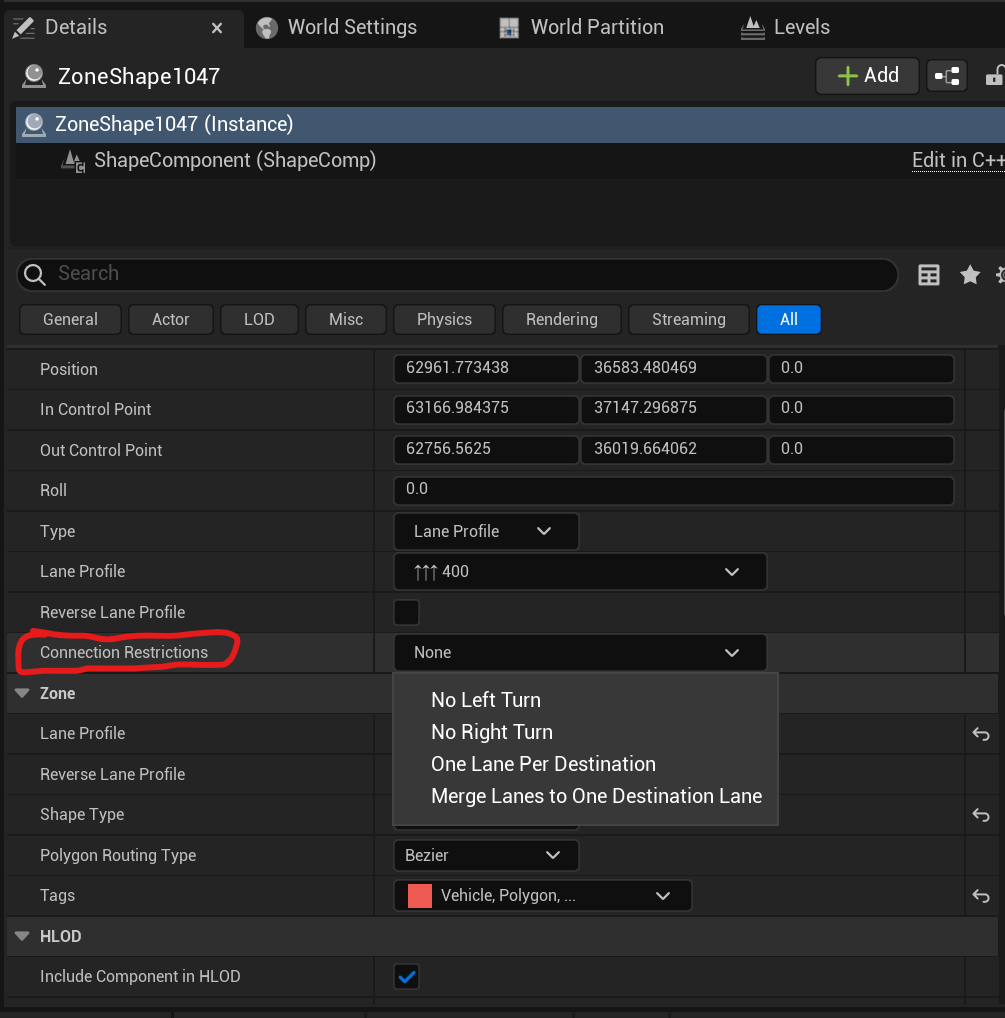 Details
World Settings
World Partition
Levels
ZoneShape1047
Add
ZoneShape1047 (Instance)
ShapeComponent (ShapeComp)
Edit in C++
Search
General
Actor
LOD
Misc
Physics
Rendering
Streaming
All
Position
62961.773438
36583.480469
0.0
In Control Point
63166.984375
37147.296875
0.0
Out Control Point
62756.5625
36019.664062
0.0
Roll
0.0
Type
Lane Profile
Lane Profile
↑↑↑ 400
Reverse Lane Profile
Connection Restrictions
None
No Left Turn
No Right Turn
One Lane Per Destination
Merge Lanes to One Destination Lane
Zone
Lane Profile
Reverse Lane Profile
Shape Type
Polygon Routing Type
Bezier
Tags
Vehicle, Polygon, ...
HLOD
Include Component in HLOD